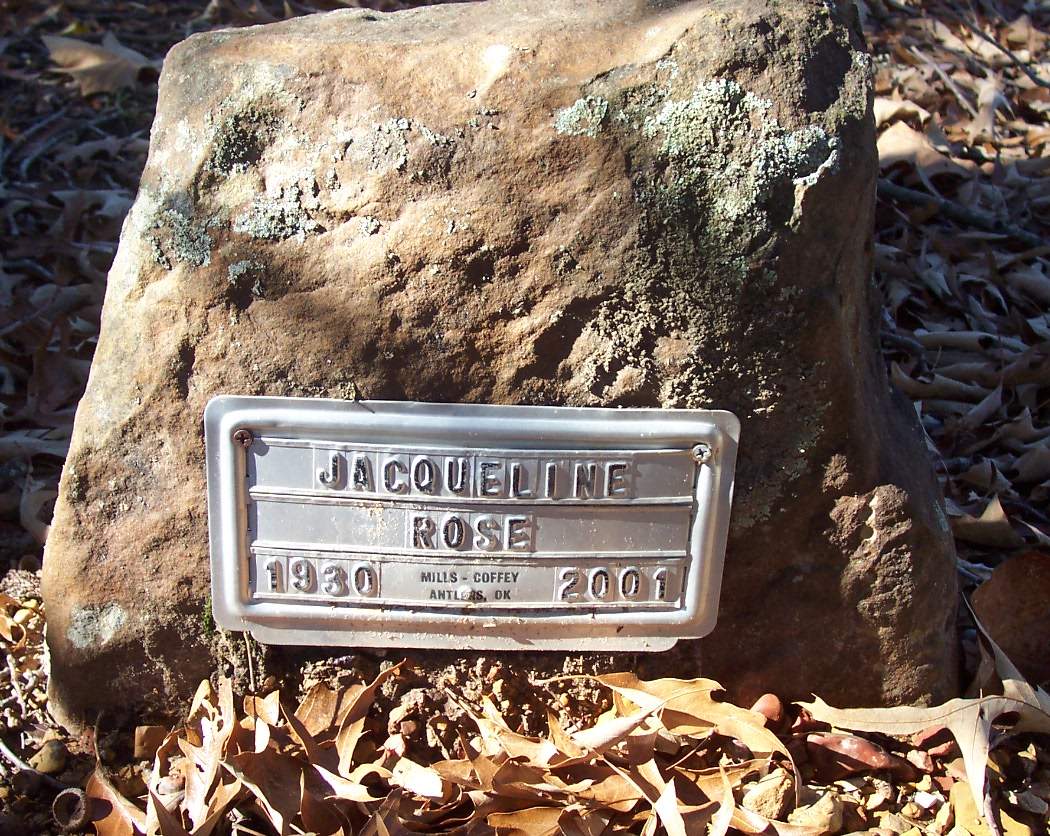 JACQUELINE
ROSE
1930 MILLS - COFFEY 2001
ANTLERS, OK